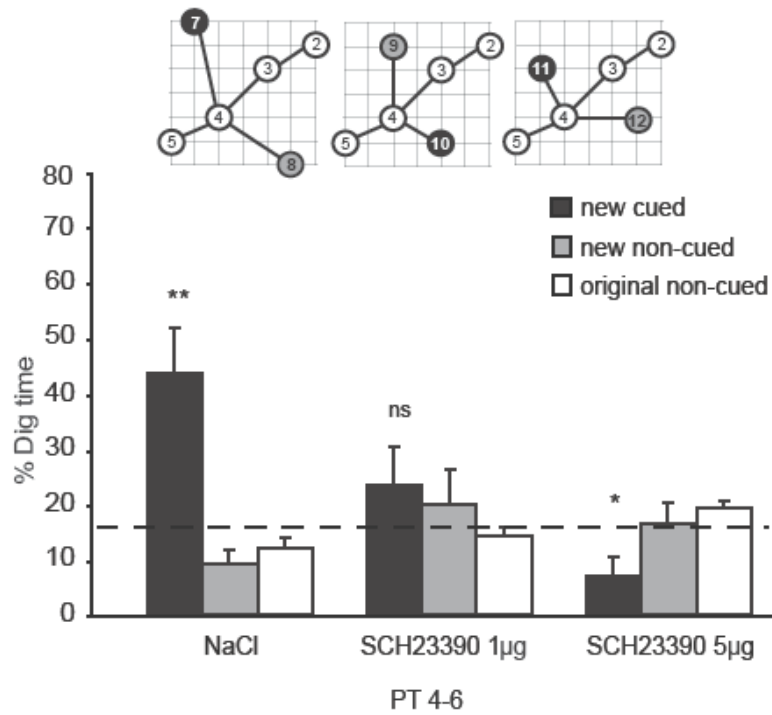 7 2 9 2 2
3 3 11 3
4 4 4 12
5 8 5 10 5
80
70
60
50
40
30
20
10
0
% Dig time
new cued
new non-cued
original non-cued
**
ns
*
NaCl SCH23390 1µg SCH23390 5µg
PT 4-6